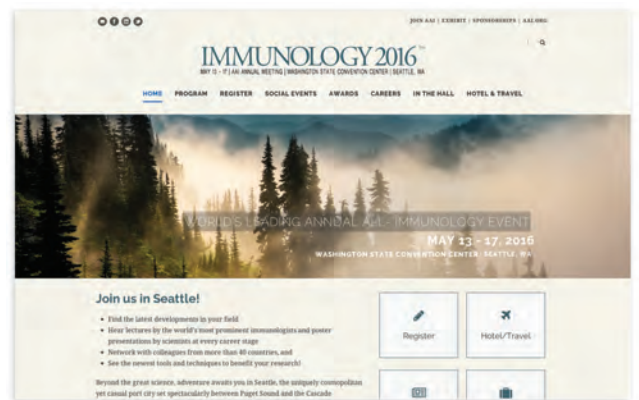 JOIN AAI | EXHIBIT | SPONSORSHIPS | AAI.ORG
IMMUNOLOGY 2016™
MAY 13 – 17 | AAI ANNUAL MEETING | WASHINGTON STATE CONVENTION CENTER | SEATTLE, WA
HOME PROGRAM REGISTER SOCIAL EVENTS AWARDS CAREERS IN THE HALL HOTEL & TRAVEL
WORLD'S LEADING ANNUAL ALL - IMMUNOLOGY EVENT
MAY 13 - 17, 2016
WASHINGTON STATE CONVENTION CENTER · SEATTLE, WA
Join us in Seattle!
• Find the latest developments in your field
• Hear lectures by the world's most prominent immunologists and poster
presentations by scientists at every career stage
• Network with colleagues from more than 40 countries, and
• See the newest tools and techniques to benefit your research!
Beyond the great science, adventure awaits you in Seattle, the uniquely cosmopolitan
yet casual port city set spectacularly between Puget Sound and the Cascade
Register
Hotel/Travel